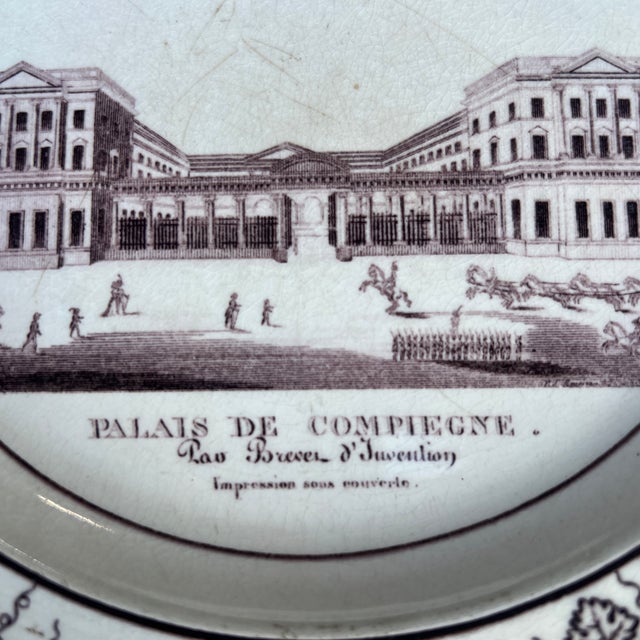 PALAIS DE COMPIEGNE.
Par Brevet d'Invention
Impression sous couverte.